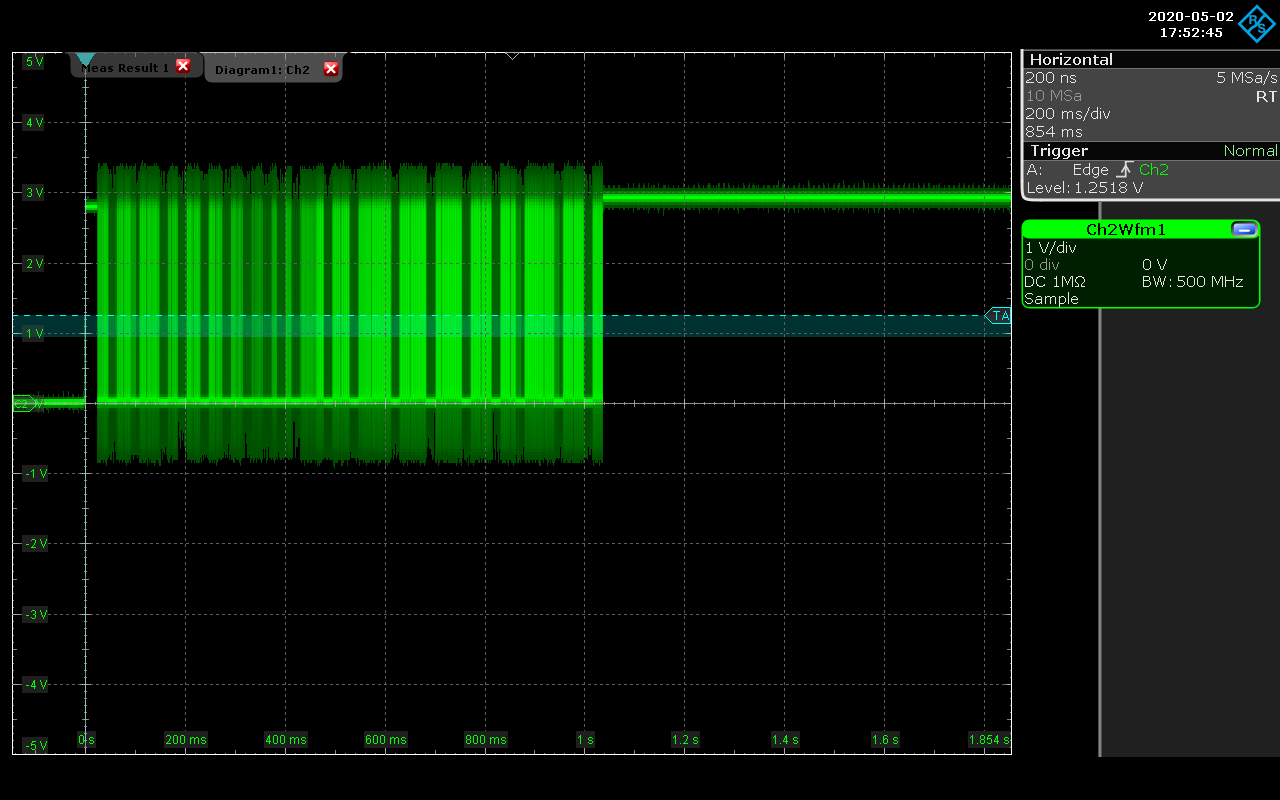 2020-05-02
17:52:45
R&S
Meas Result 1
Diagram1: Ch2
5 V
4 V
3 V
2 V
1 V
C2
-1 V
-2 V
-3 V
-4 V
-5 V
0 s
200 ms
400 ms
600 ms
800 ms
1 s
1.2 s
1.4 s
1.6 s
1.854 s
TA
Horizontal
200 ns 5 MSa/s
10 MSa RT
200 ms/div
854 ms
Trigger Normal
A: Edge Ch2
Level: 1.2518 V
Ch2Wfm1
1 V/div
0 div 0 V
DC 1MΩ BW: 500 MHz
Sample